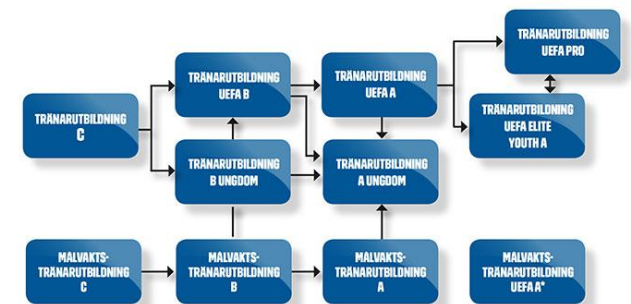 TRÄNARUTBILDNING
UEFA PRO
TRÄNARUTBILDNING
UEFA B
TRÄNARUTBILDNING
UEFA A
TRÄNARUTBILDNING
C
TRÄNARUTBILDNING
UEFA ELITE
YOUTH A
TRÄNARUTBILDNING
B UNGDOM
TRÄNARUTBILDNING
A UNGDOM
MÅLVAKTS-
TRÄNARUTBILDNING
C
MÅLVAKTS-
TRÄNARUTBILDNING
B
MÅLVAKTS-
TRÄNARUTBILDNING
A
MÅLVAKTS-
TRÄNARUTBILDNING
UEFA A*